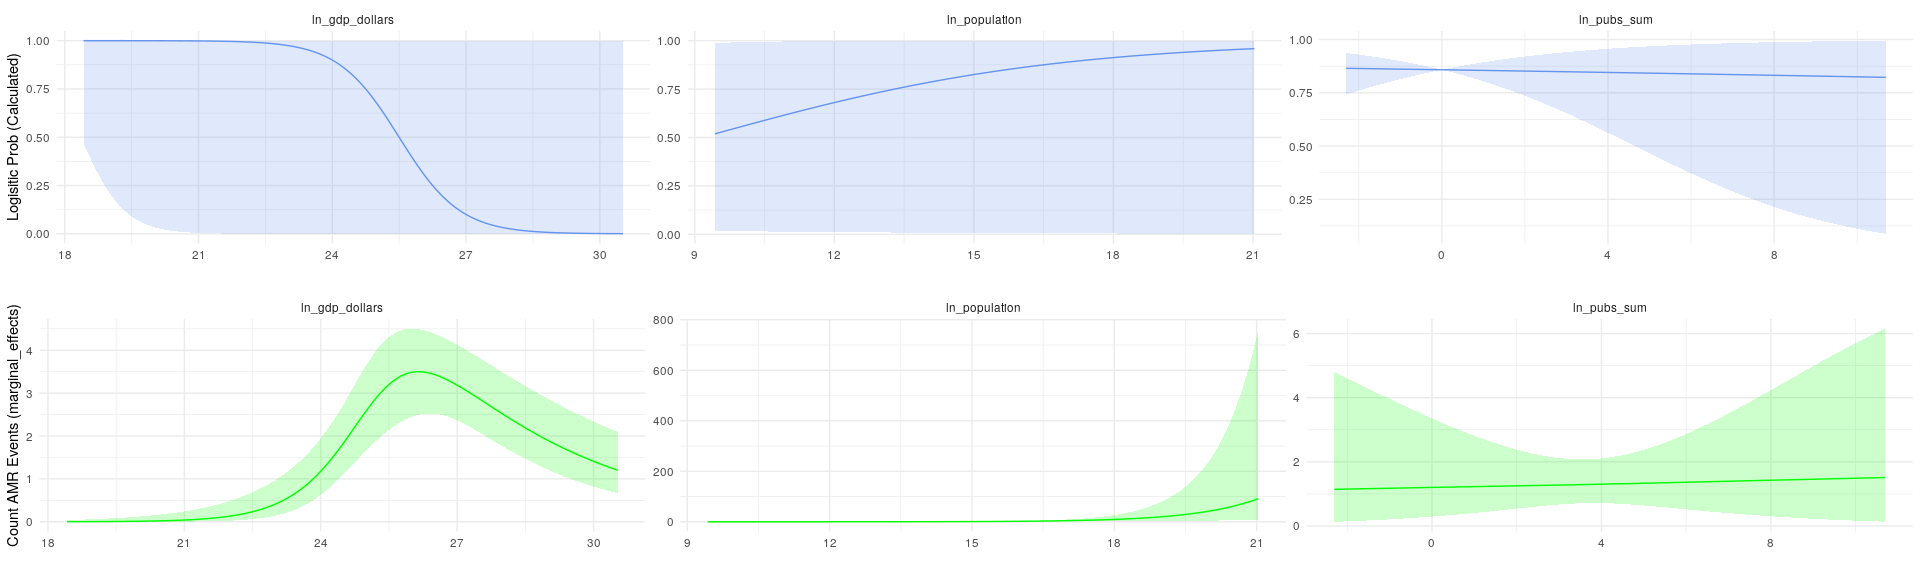 ln_gdp_dollars
ln_population
ln_pubs_sum
Logisitic Prob (Calculated)
1.00
0.75
0.50
0.25
0.00
18 21 24 27 30
1.00
0.75
0.50
0.25
0.00
9 12 15 18 21
1.00
0.75
0.50
0.25
0 4 8
ln_gdp_dollars
ln_population
ln_pubs_sum
Count AMR Events (marginal_effects)
4
3
2
1
0
18 21 24 27 30
800
600
400
200
0
9 12 15 18 21
6
4
2
0
0 4 8